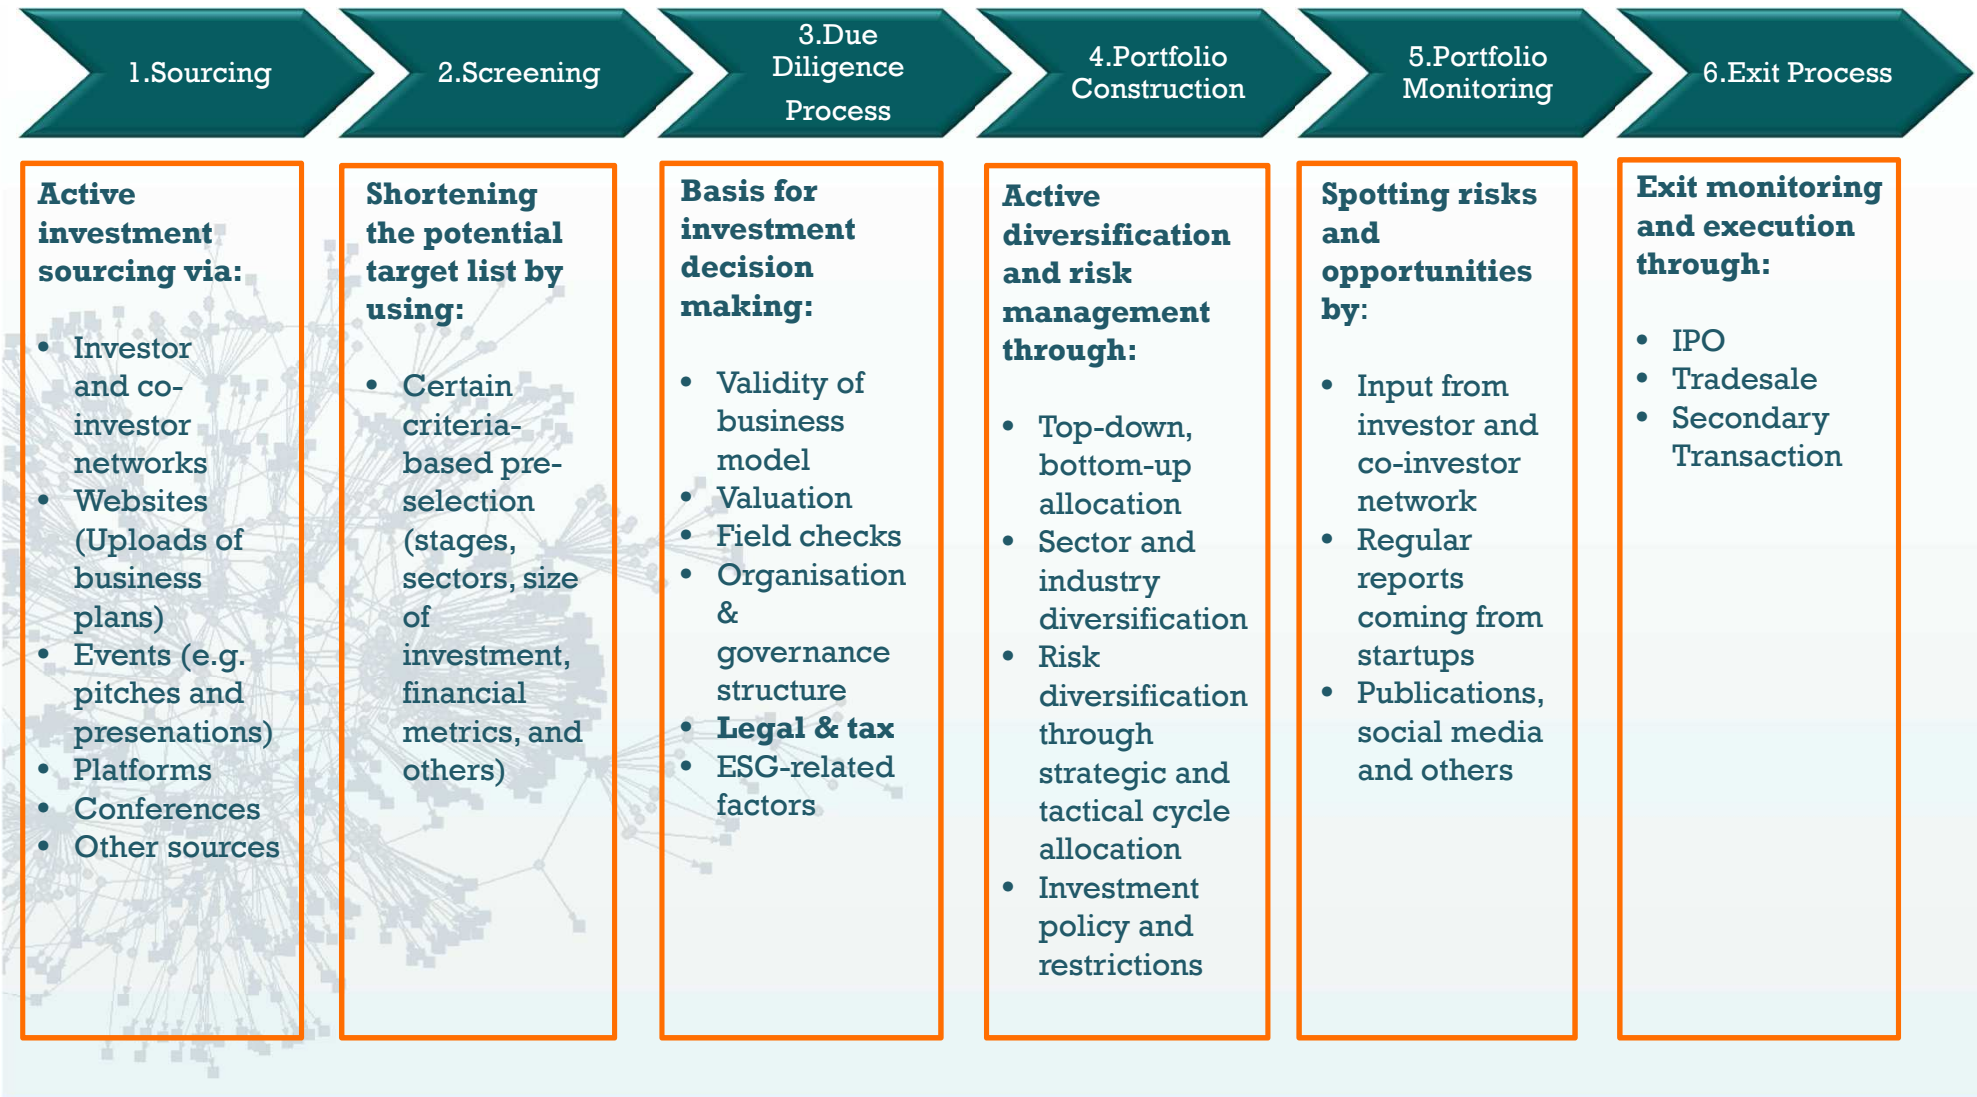 1.Sourcing
2.Screening
3.Due
Diligence
Process
4.Portfolio
Construction
5.Portfolio
Monitoring
6.Exit Process
Active
investment
sourcing via:
• Investor
and co-
investor
networks
• Websites
(Uploads of
business
plans)
• Events (e.g.
pitches and
presenations)
• Platforms
• Conferences
• Other sources
Shortening
the potential
target list by
using:
• Certain
criteria-
based pre-
selection
(stages,
sectors, size
of
investment,
financial
metrics, and
others)
Basis for
investment
decision
making:
• Validity of
business
model
• Valuation
• Field checks
• Organisation
&
governance
structure
• Legal & tax
• ESG-related
factors
Active
diversification
and risk
management
through:
• Top-down,
bottom-up
allocation
• Sector and
industry
diversification
• Risk
diversification
through
strategic and
tactical cycle
allocation
• Investment
policy and
restrictions
Spotting risks
and
opportunities
by:
• Input from
investor and
co-investor
network
• Regular
reports
coming from
startups
• Publications,
social media
and others
Exit monitoring
and execution
through:
• IPO
• Tradesale
• Secondary
Transaction